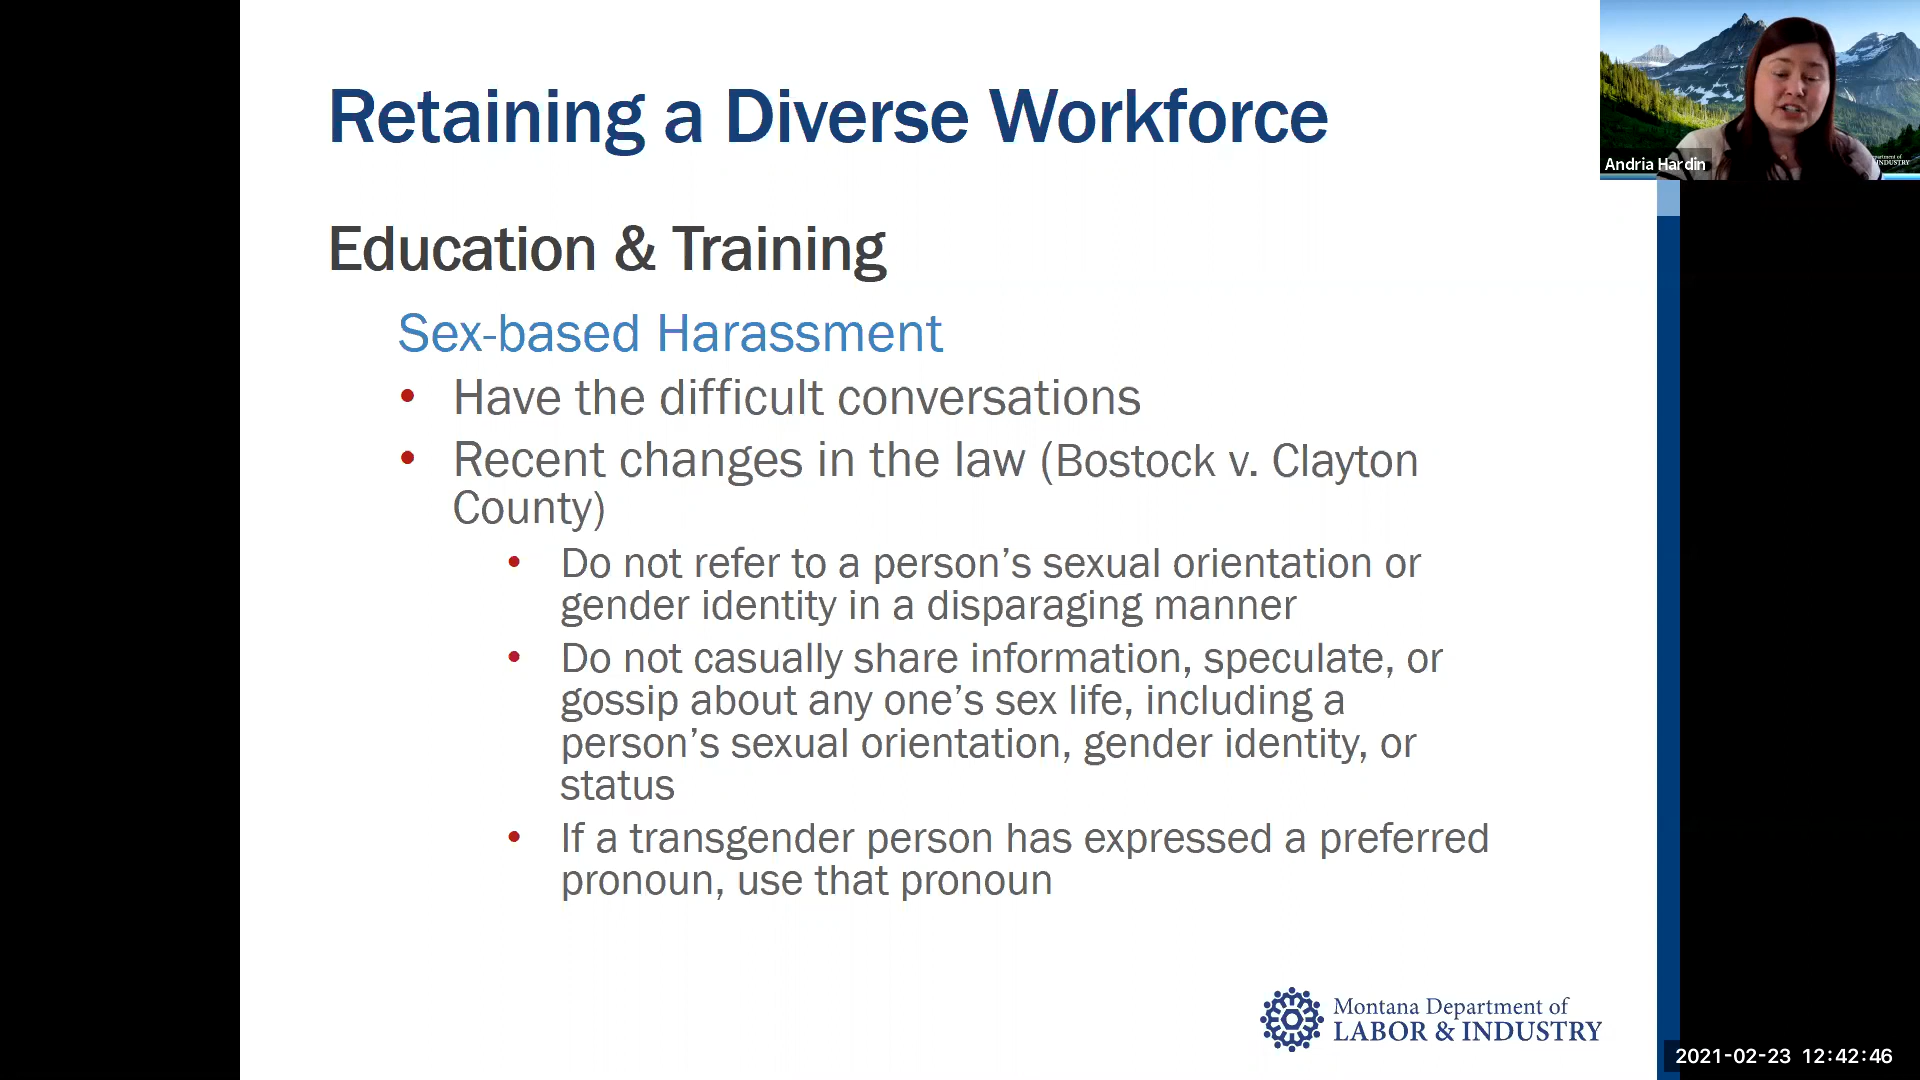 Retaining a Diverse Workforce
Education & Training
Sex-based Harassment
• Have the difficult conversations
• Recent changes in the law (Bostock v. Clayton
County)
• Do not refer to a person’s sexual orientation or
gender identity in a disparaging manner
• Do not casually share information, speculate, or
gossip about any one’s sex life, including a
person’s sexual orientation, gender identity, or
status
• If a transgender person has expressed a preferred
pronoun, use that pronoun
Andria Hardin
INDUSTRY
Montana Department of
LABOR & INDUSTRY
2021-02-23 12:42:46